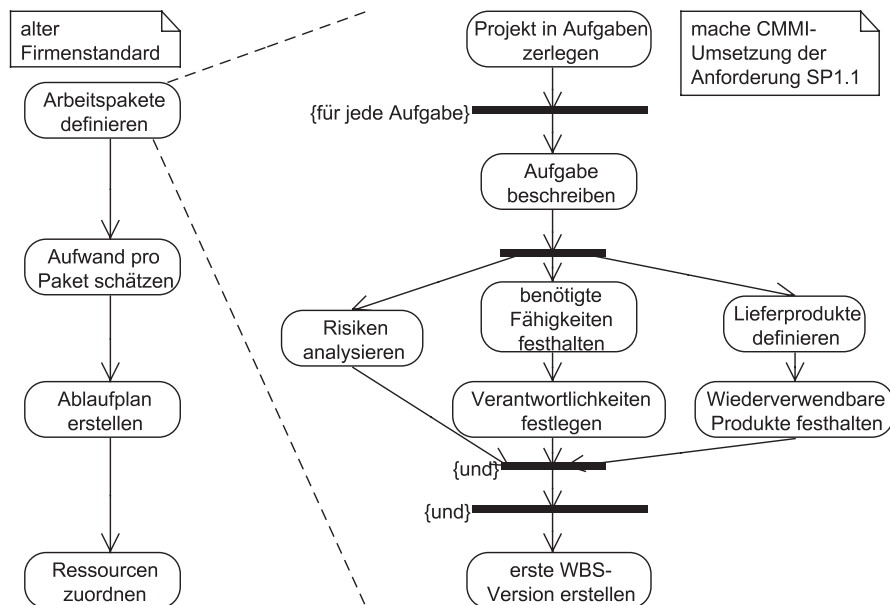 alter
Firmenstandard
Arbeitspakete
definieren
Aufwand pro
Paket schätzen
Ablaufplan
erstellen
Ressourcen
zuordnen
Projekt in Aufgaben
zerlegen
mache CMMI-
Umsetzung der
Anforderung SP1.1
{für jede Aufgabe}
Aufgabe
beschreiben
Risiken
analysieren
benötigte
Fähigkeiten
festhalten
Lieferprodukte
definieren
Verantwortlichkeiten
festlegen
Wiederverwendbare
Produkte festhalten
{und}
{und}
erste WBS-
Version erstellen